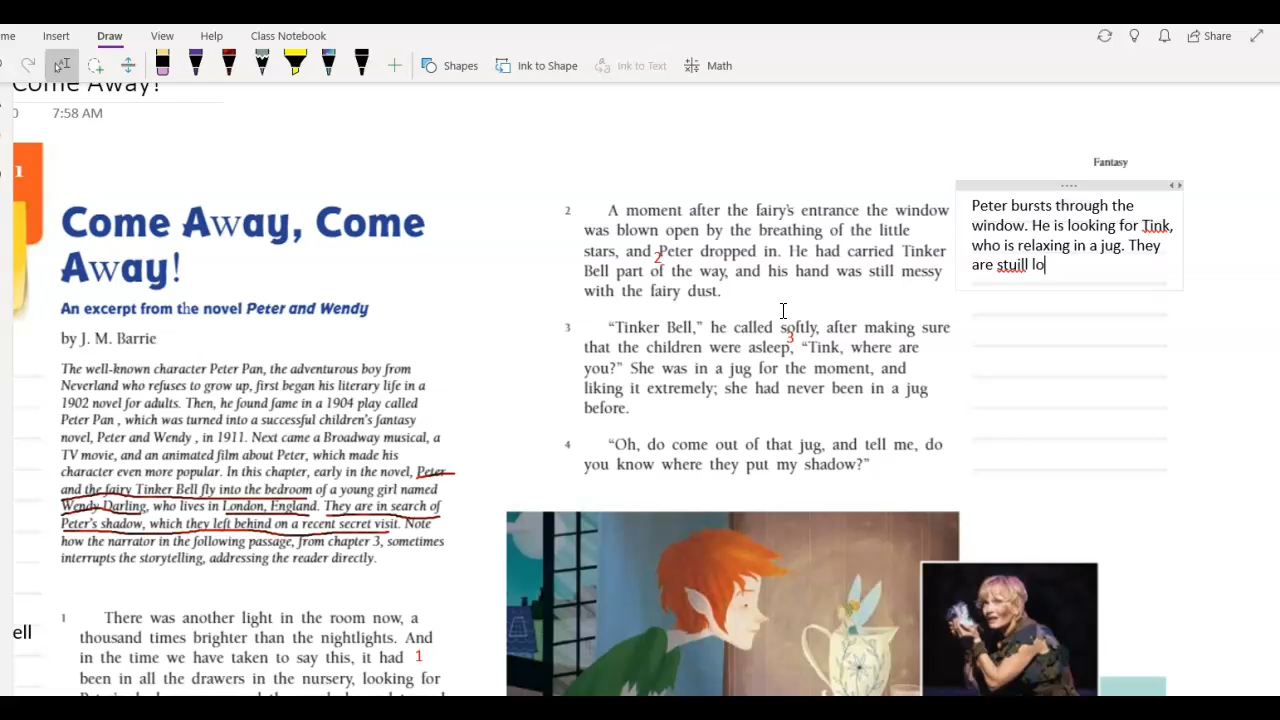 me Insert Draw View Help Class Notebook
Share
Shapes Ink to Shape Ink to Text Math
Come Away!
0 7:58 AM
1
Come Away, Come
Away!
An excerpt from the novel Peter and Wendy
by J. M. Barrie
The well-known character Peter Pan, the adventurous boy from
Neverland who refuses to grow up, first began his literary life in a
1902 novel for adults. Then, he found fame in a 1904 play called
Peter Pan , which was turned into a successful children's fantasy
novel, Peter and Wendy , in 1911. Next came a Broadway musical, a
TV movie, and an animated film about Peter, which made his
character even more popular. In this chapter, early in the novel, Peter
and the fairy Tinker Bell fly into the bedroom of a young girl named
Wendy Darling, who lives in London, England. They are in search of
Peter's shadow, which they left behind on a recent secret visit. Note
how the narrator in the following passage, from chapter 3, sometimes
interrupts the storytelling, addressing the reader directly.
1 There was another light in the room now, a
thousand times brighter than the nightlights. And
in the time we have taken to say this, it had 1
been in all the drawers in the nursery, looking for
ell
Fantasy
2 A moment after the fairy's entrance the window
was blown open by the breathing of the little
stars, and Peter dropped in. He had carried Tinker
2
Bell part of the way, and his hand was still messy
with the fairy dust.
3 “Tinker Bell,” he called softly, after making sure
3
that the children were asleep, “Tink, where are
you?” She was in a jug for the moment, and
liking it extremely; she had never been in a jug
before.
4 “Oh, do come out of that jug, and tell me, do
you know where they put my shadow?”
Peter bursts through the
window. He is looking for Tink,
who is relaxing in a jug. They
are stuill lo